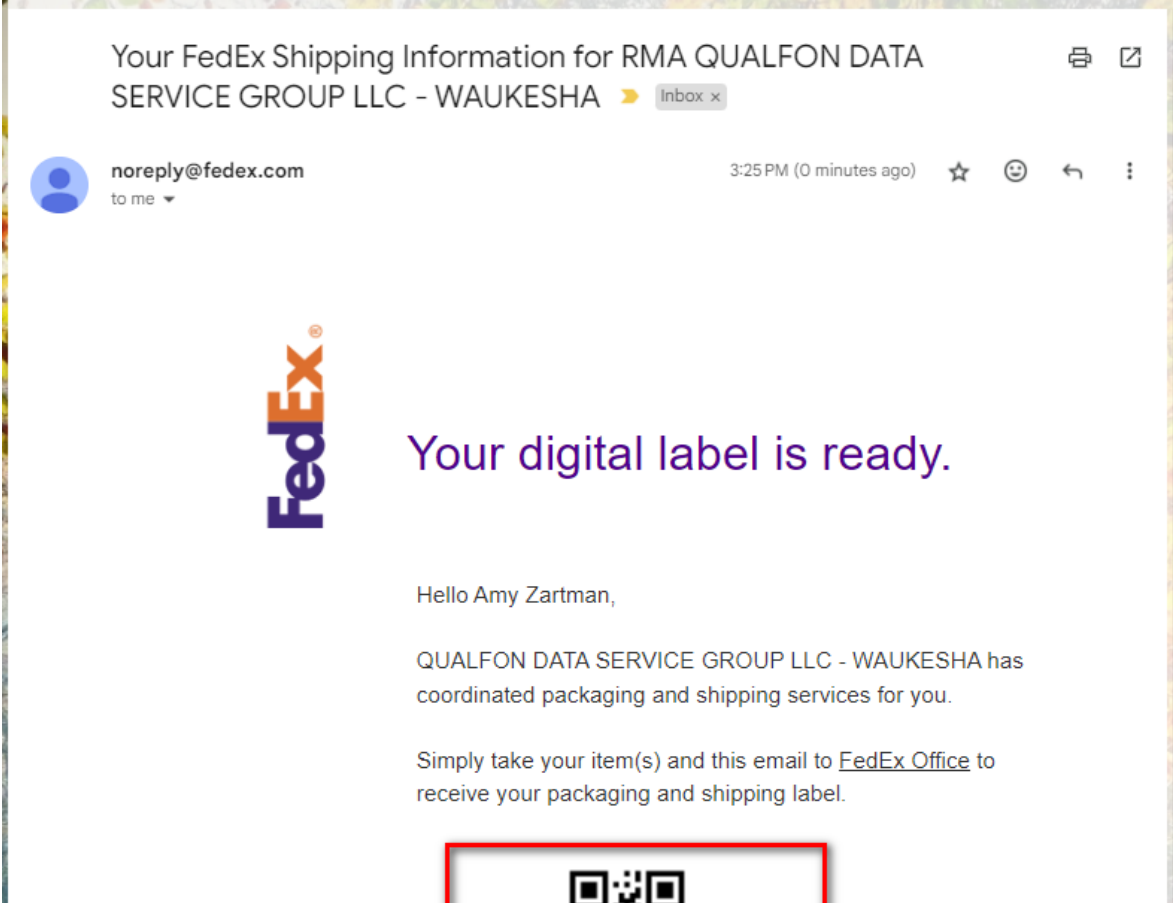 Your FedEx Shipping Information for RMA QUALFON DATA
SERVICE GROUP LLC - WAUKESHA Inbox ×
noreply@fedex.com 3:25 PM (0 minutes ago)
to me
FedEx®
Your digital label is ready.
Hello Amy Zartman,
QUALFON DATA SERVICE GROUP LLC - WAUKESHA has
coordinated packaging and shipping services for you.
Simply take your item(s) and this email to FedEx Office to
receive your packaging and shipping label.